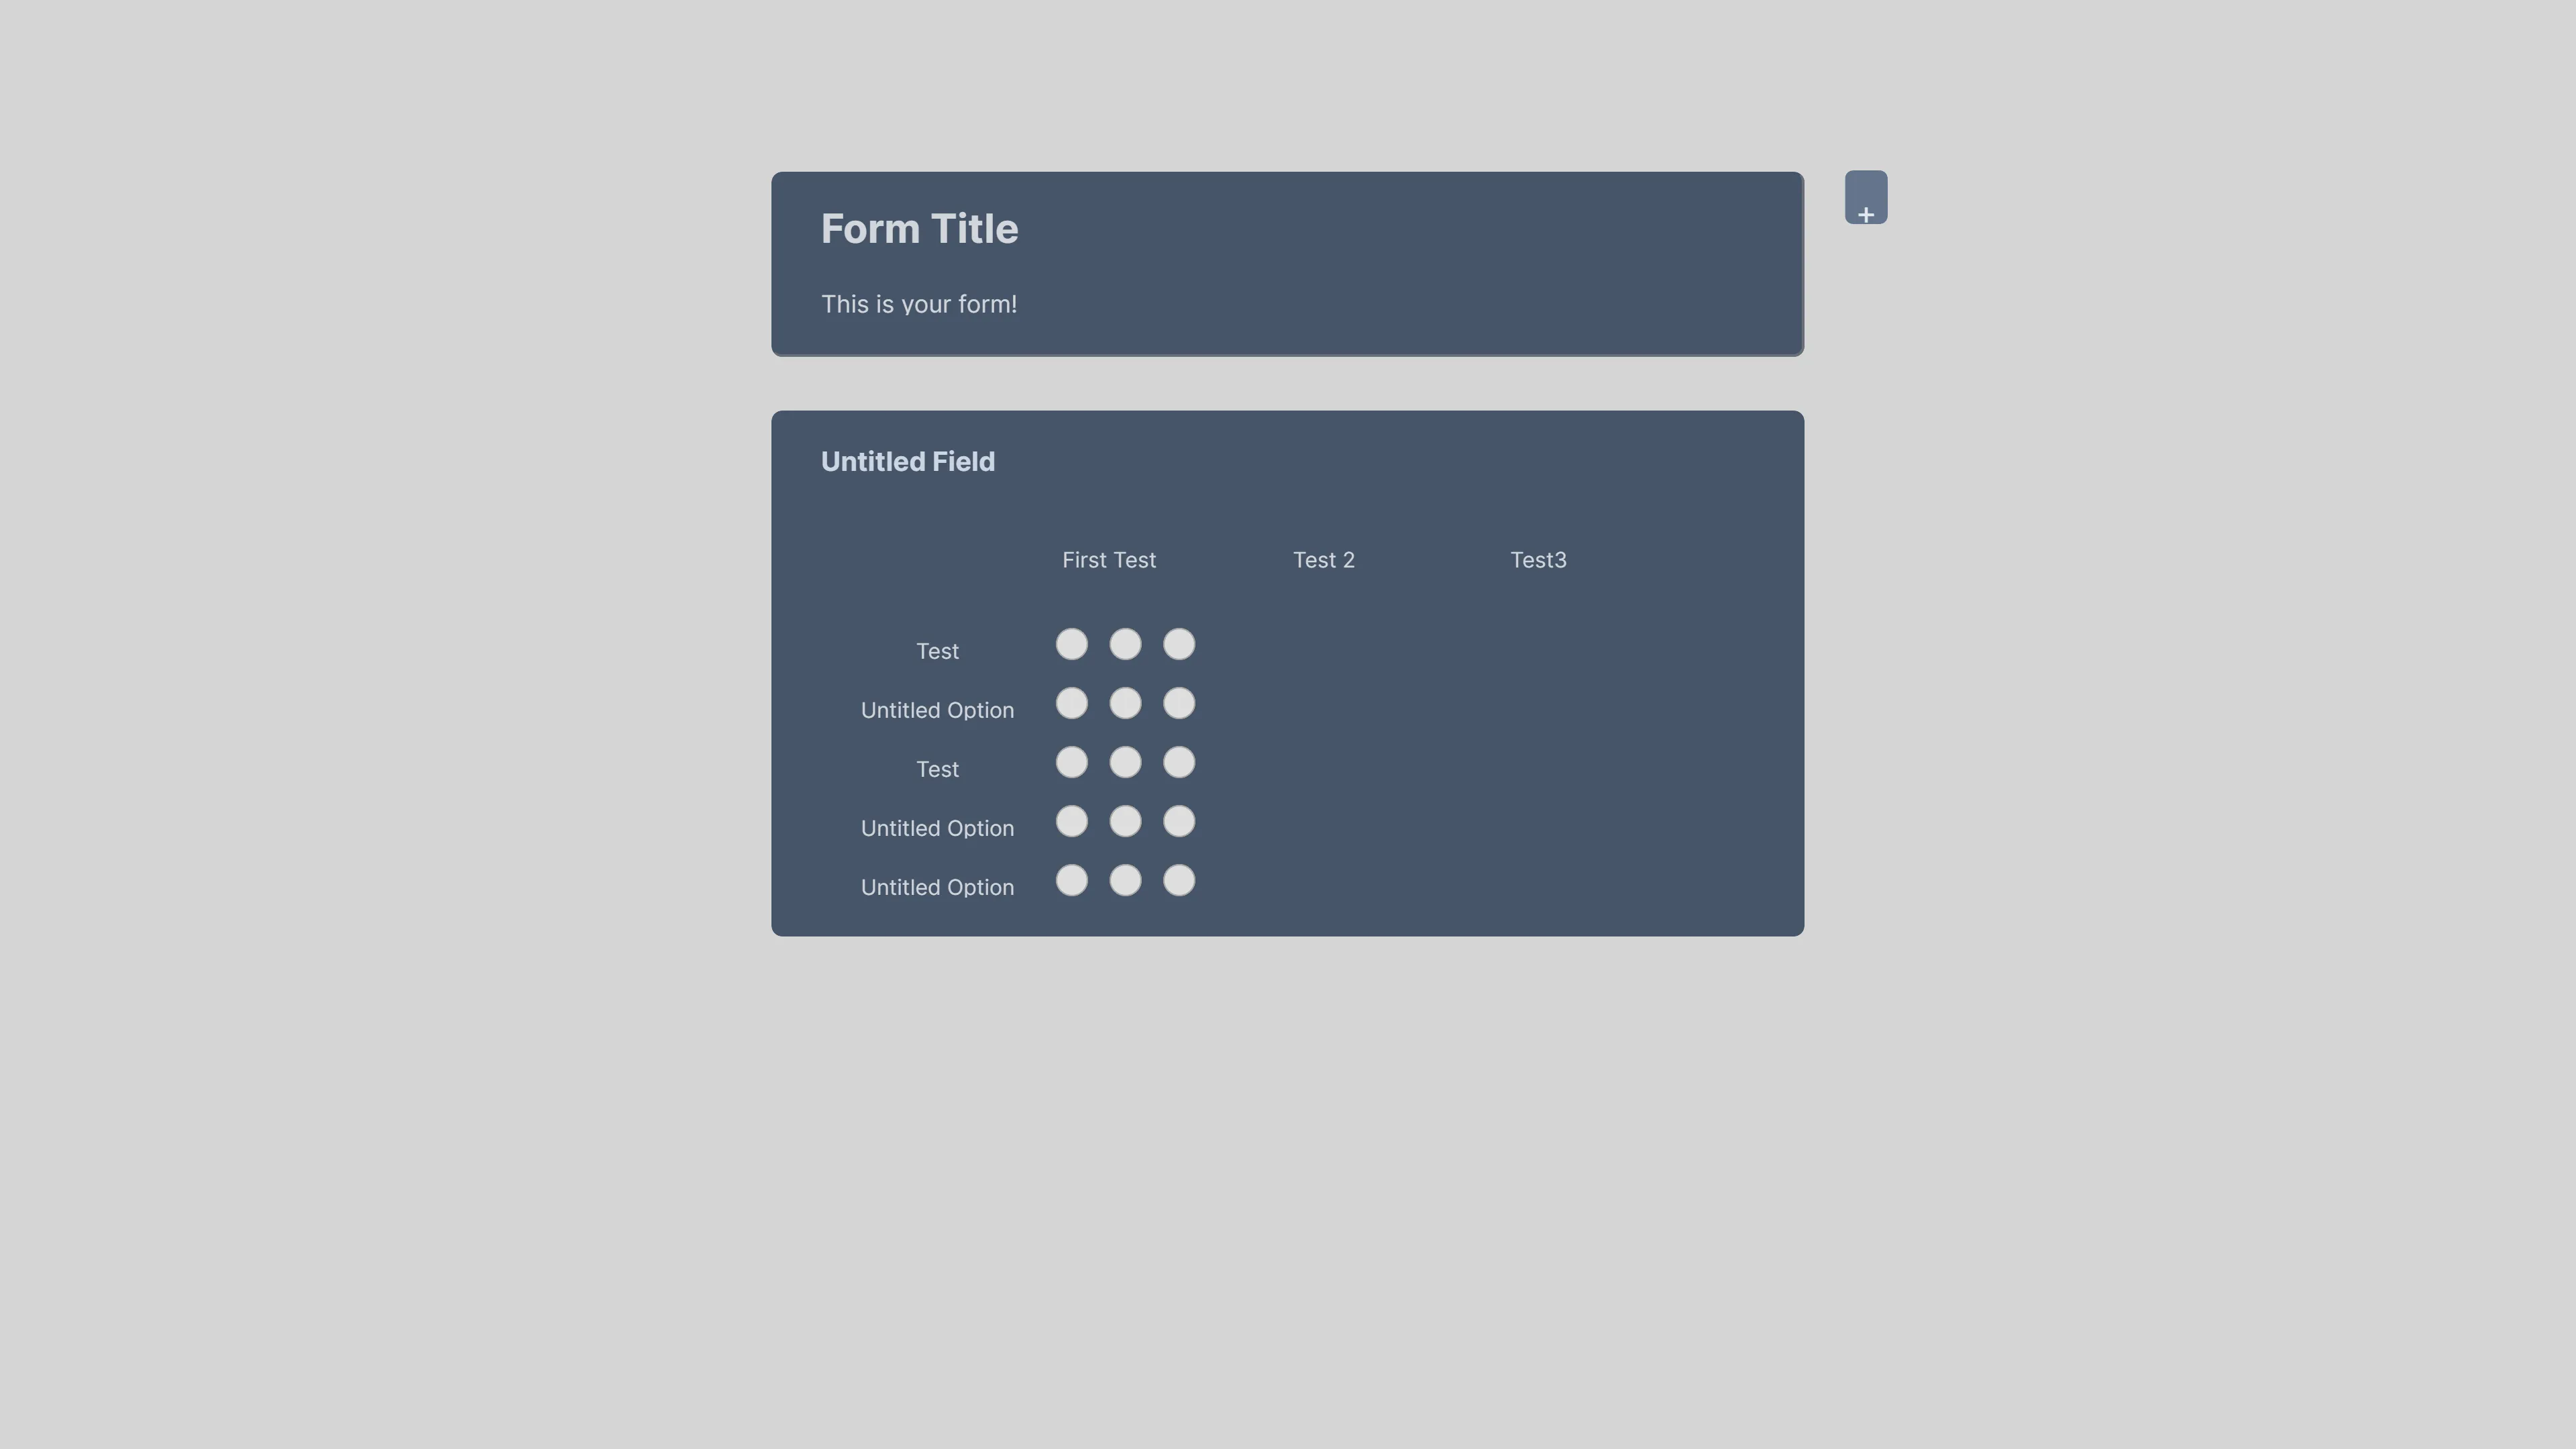 Form Title
+
This is your form!
Untitled Field
First Test Test 2 Test3
Test
Untitled Option
Test
Untitled Option
Untitled Option